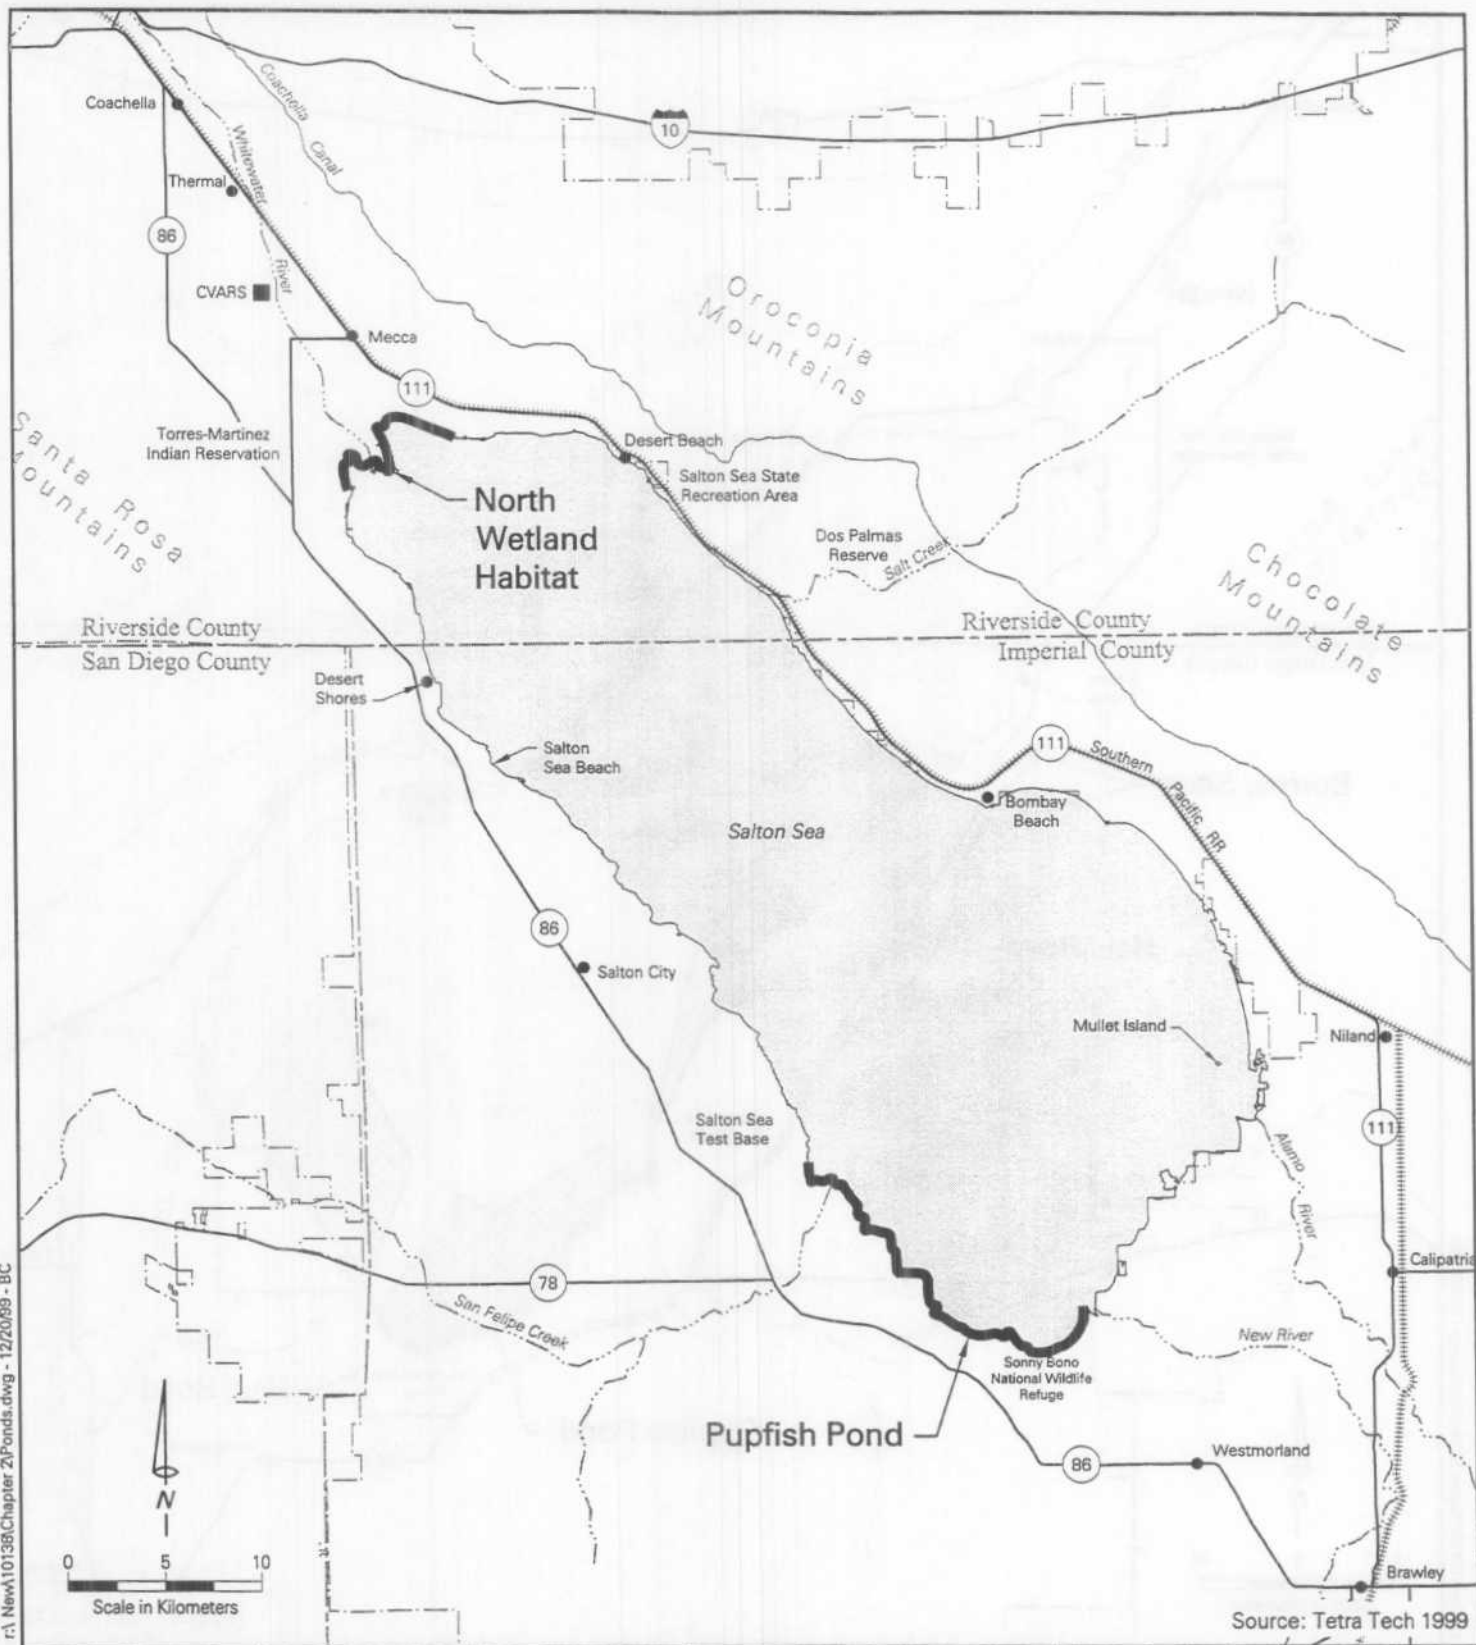 Coachella
Coachella
Canal
10
Whitewater
River
Thermal
86
CVARS
Mecca
Orocopia
Mountains
111
Torres-Martinez
Indian Reservation
Desert Beach
Salton Sea State
Recreation Area
Santa Rosa
Mountains
North
Wetland
Habitat
Dos Palmas
Reserve
Salt Creek
Chocolate
Mountains
Riverside County
San Diego County
Riverside County
Imperial County
Desert
Shores
Salton
Sea Beach
111
Southern
Pacific RR
Bombay
Beach
Salton Sea
86
Salton City
Mullet Island
Niland
Salton Sea
Test Base
111
Alamo
River
Calipatria
78
San Felipe Creek
New River
Sonny Bono
National Wildlife
Refuge
Pupfish Pond
86
Westmorland
N
0 5 10
Scale in Kilometers
Brawley
Source: Tetra Tech 1999
r:\ New\10138\Chapter 2\Ponds.dwg - 12/20/99 - BC